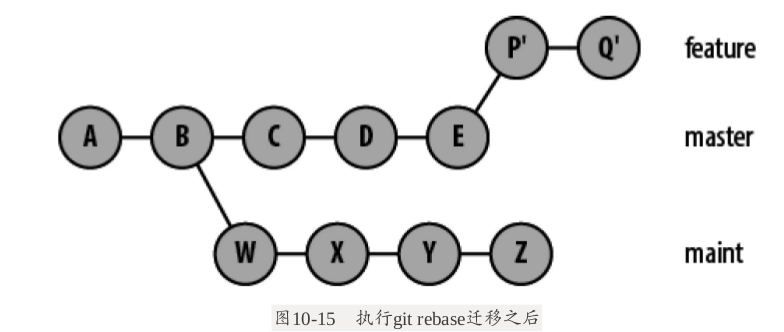 P' Q' feature
A B C D E master
W X Y Z maint
图10-15 执行git rebase迁移之后